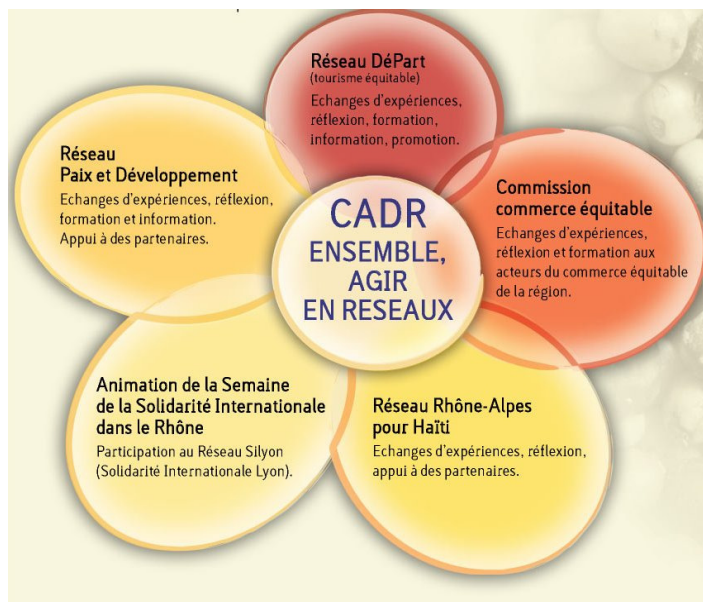 Réseau DéPart
(tourisme équitable)
Echanges d'expériences,
réflexion, formation,
information, promotion.
Réseau
Paix et Développement
Echanges d'expériences, réflexion,
formation et information.
Appui à des partenaires.
CADR
ENSEMBLE,
AGIR
EN RESEAUX
Commission
commerce équitable
Echanges d'expériences,
réflexion et formation aux
acteurs du commerce équitable
de la région.
Animation de la Semaine
de la Solidarité Internationale
dans le Rhône
Participation au Réseau Silyon
(Solidarité Internationale Lyon).
Réseau Rhône-Alpes
pour Haïti
Echanges d'expériences, réflexion,
appui à des partenaires.